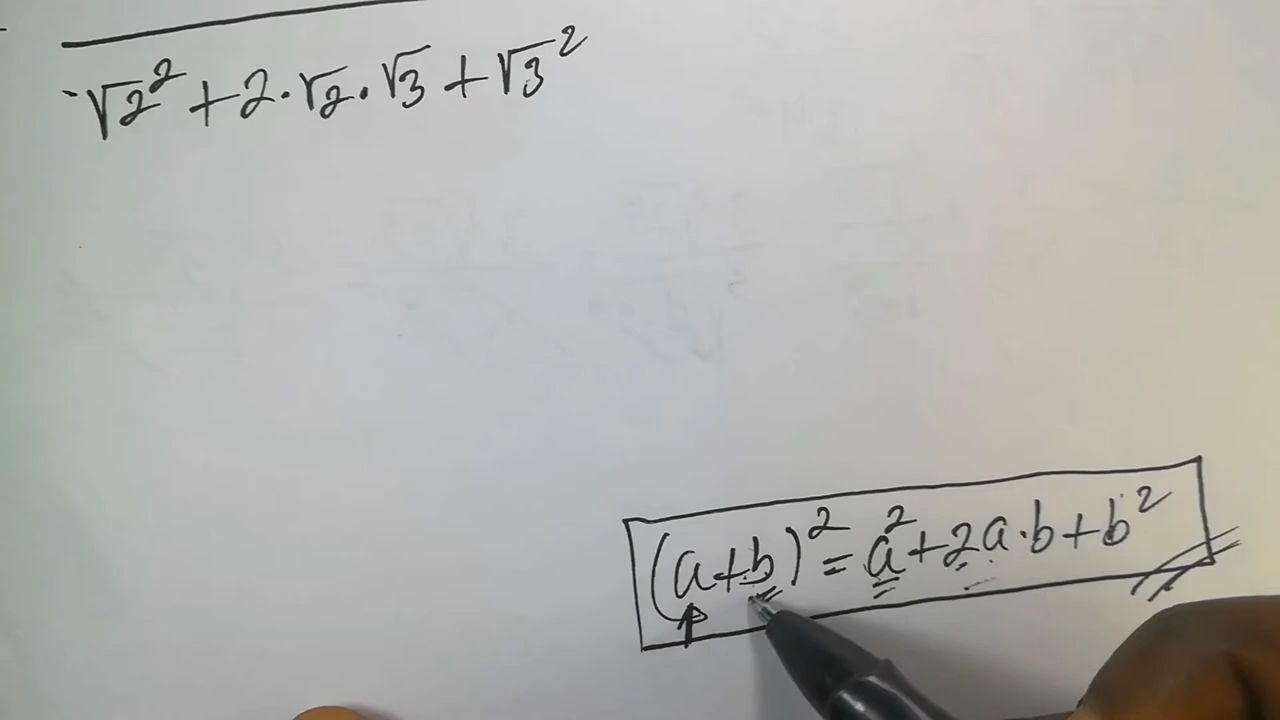 √2² + 2·√2·√3 + √3²
(a+b)² = a² + 2a·b + b²